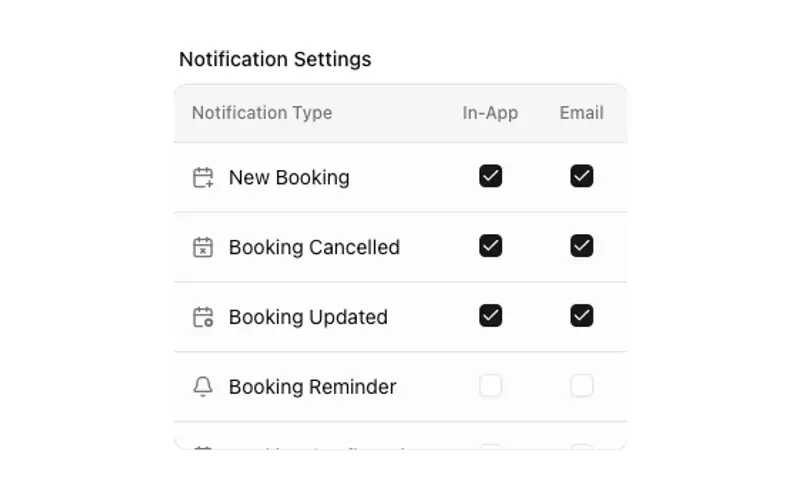 Notification Settings
Notification Type In-App Email
New Booking
Booking Cancelled
Booking Updated
Booking Reminder